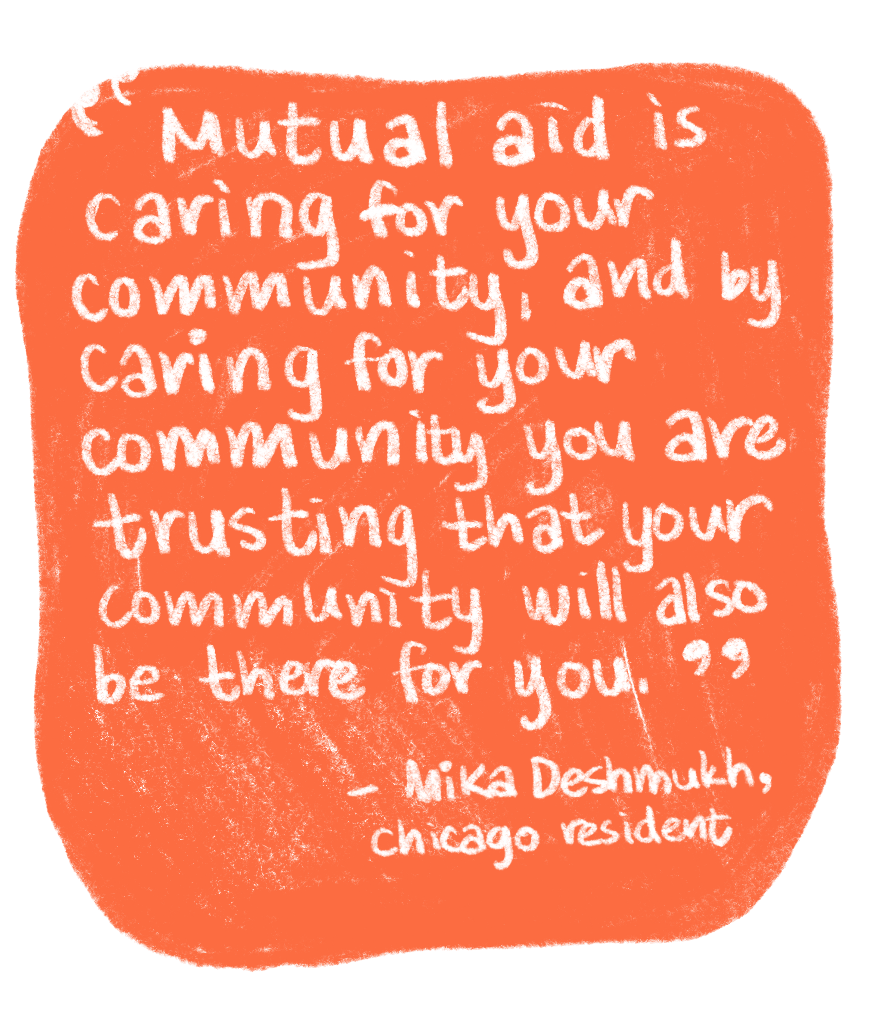 “Mutual aid is
caring for your
community, and by
caring for your
community you are
trusting that your
community will also
be there for you.”
- Mika Deshmukh,
chicago resident